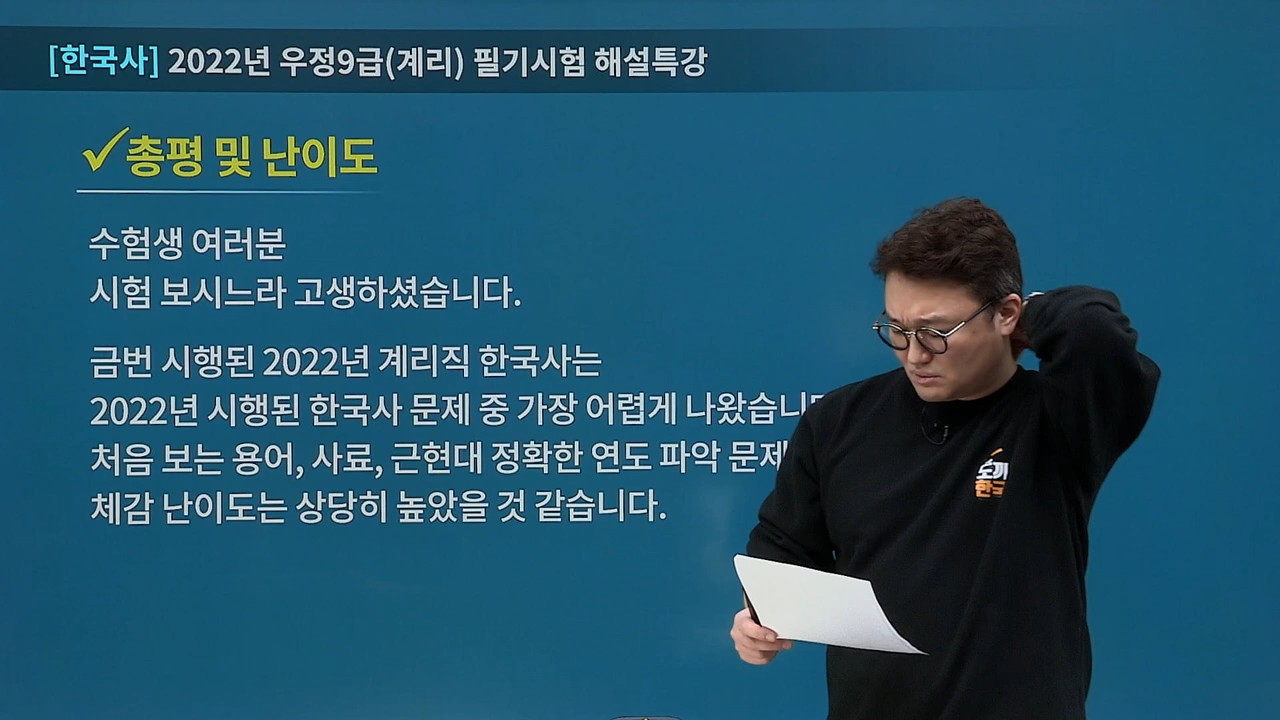 [한국사] 2022년 우정9급(계리) 필기시험 해설특강
총평 및 난이도
수험생 여러분
시험 보시느라 고생하셨습니다.
금번 시행된 2022년 계리직 한국사는
2022년 시행된 한국사 문제 중 가장 어렵게
처음 보는 용어, 사료, 근현대 정확한 연도 파악 문제
체감 난이도는 상당히 높았을 것 같습니다.